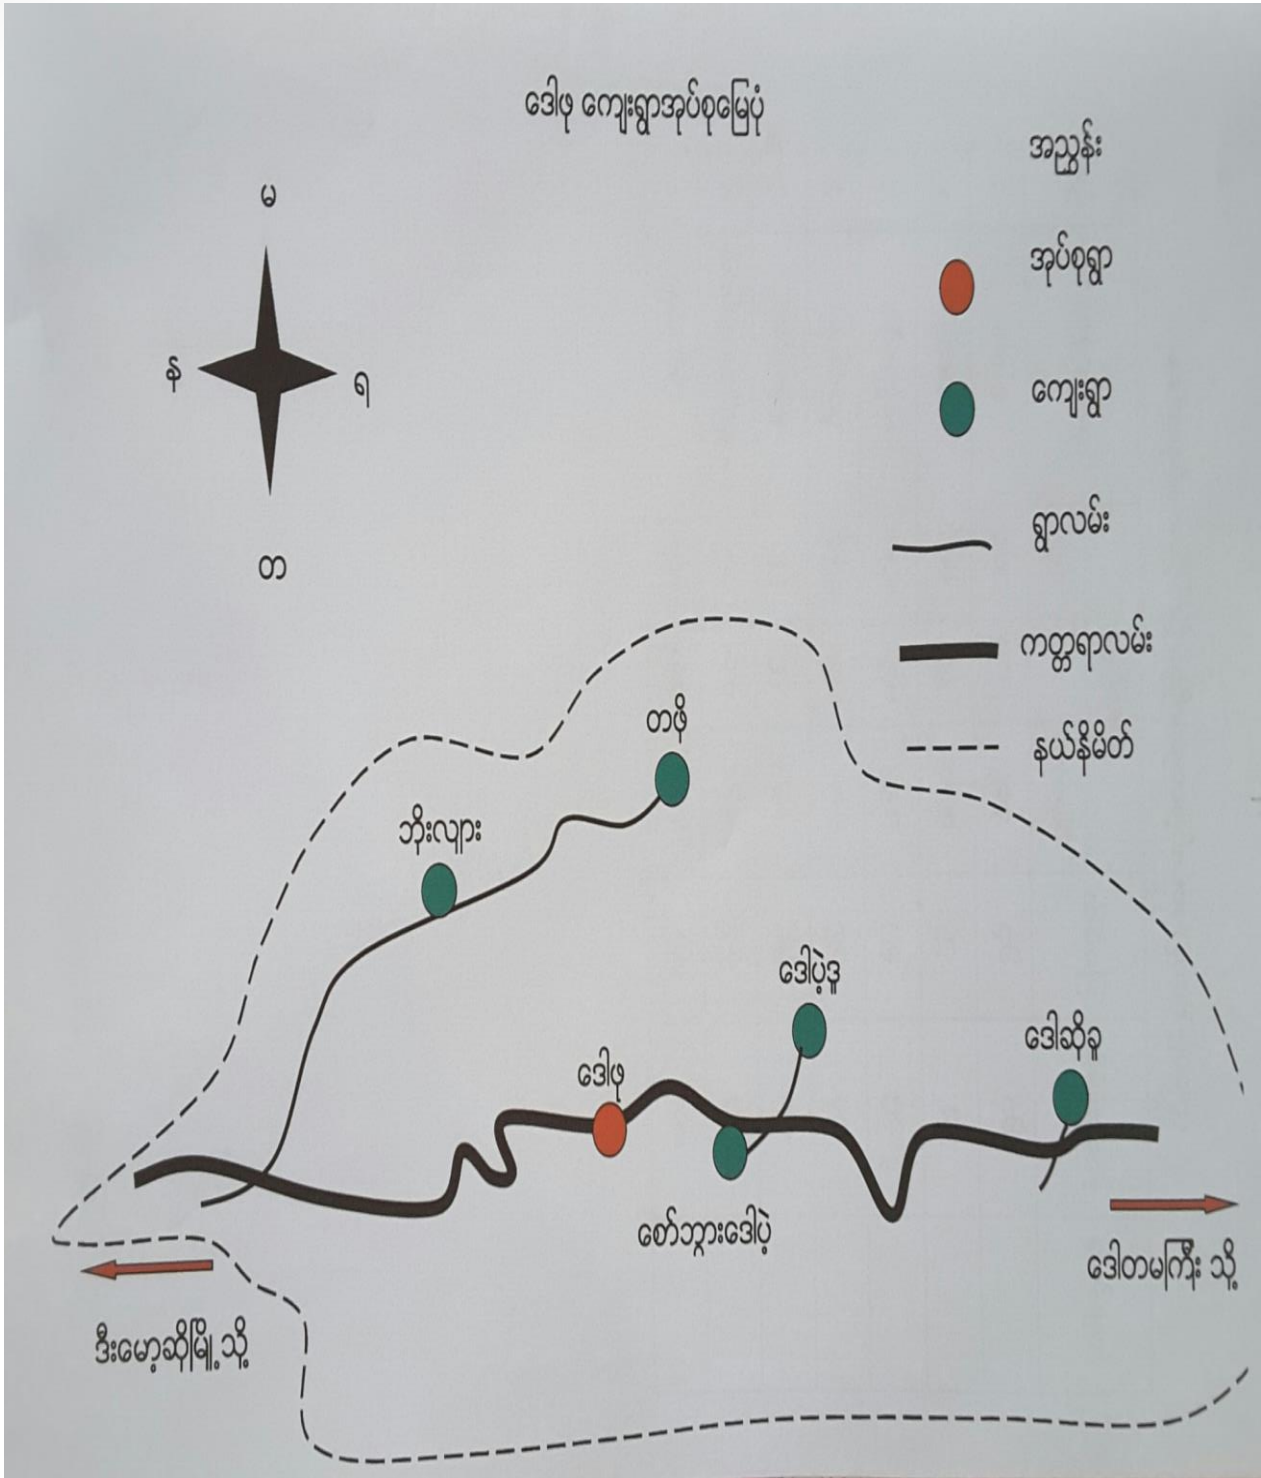 ဒေါဖု ကျေးရွာအုပ်စုမြေပုံ
အညွှန်း
အုပ်စုရွာ
ကျေးရွာ
ရွာလမ်း
ကတ္တရာလမ်း
နယ်နိမိတ်
မ
န
ရ
တ
တဖို
ဘိုးလျား
ဒေါပွဲဒူ
ဒေါဆိုခူ
ဒေါဖု
စော်ဘွားဒေါပွဲ
ဒေါတမကြီး သို့
ဒီးမော့ဆိုမြို့ သို့